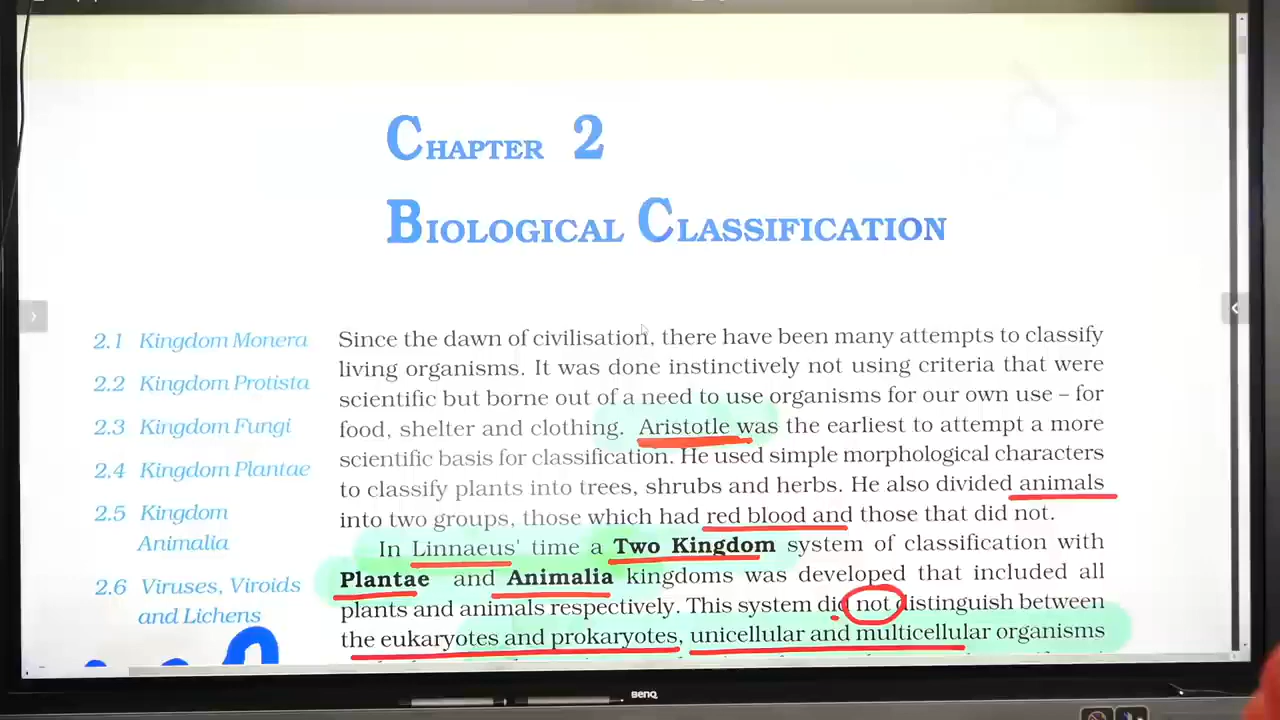 CHAPTER 2
BIOLOGICAL CLASSIFICATION
2.1 Kingdom Monera
2.2 Kingdom Protista
2.3 Kingdom Fungi
2.4 Kingdom Plantae
2.5 Kingdom
Animalia
2.6 Viruses, Viroids
and Lichens
Since the dawn of civilisation, there have been many attempts to classify
living organisms. It was done instinctively not using criteria that were
scientific but borne out of a need to use organisms for our own use – for
food, shelter and clothing. Aristotle was the earliest to attempt a more
scientific basis for classification. He used simple morphological characters
to classify plants into trees, shrubs and herbs. He also divided animals
into two groups, those which had red blood and those that did not.
In Linnaeus' time a Two Kingdom system of classification with
Plantae and Animalia kingdoms was developed that included all
plants and animals respectively. This system did not distinguish between
the eukaryotes and prokaryotes, unicellular and multicellular organisms
BENQ